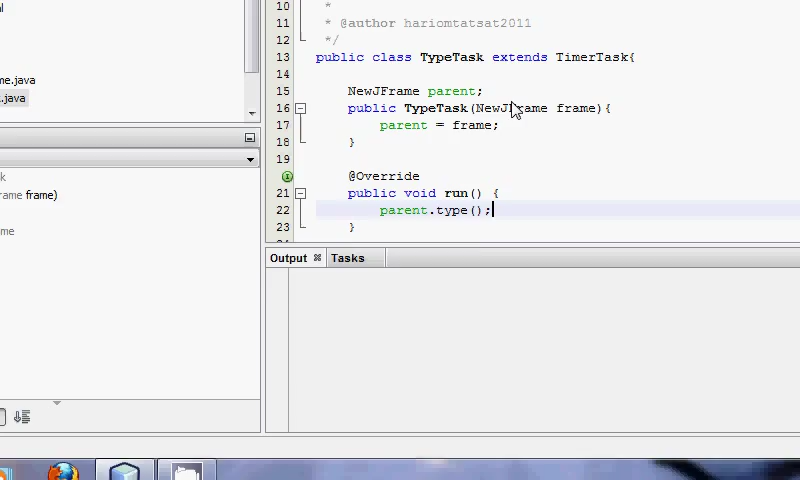 al
me.java
k.java
k
rame frame)
me
10 *
11 * @author hariomtatsat2011
12 */
13 public class TypeTask extends TimerTask{
14
15 NewJFrame parent;
16 public TypeTask(NewJFrame frame){
17 parent = frame;
18 }
19
@Override
21 public void run() {
22 parent.type();
23 }
Output Tasks